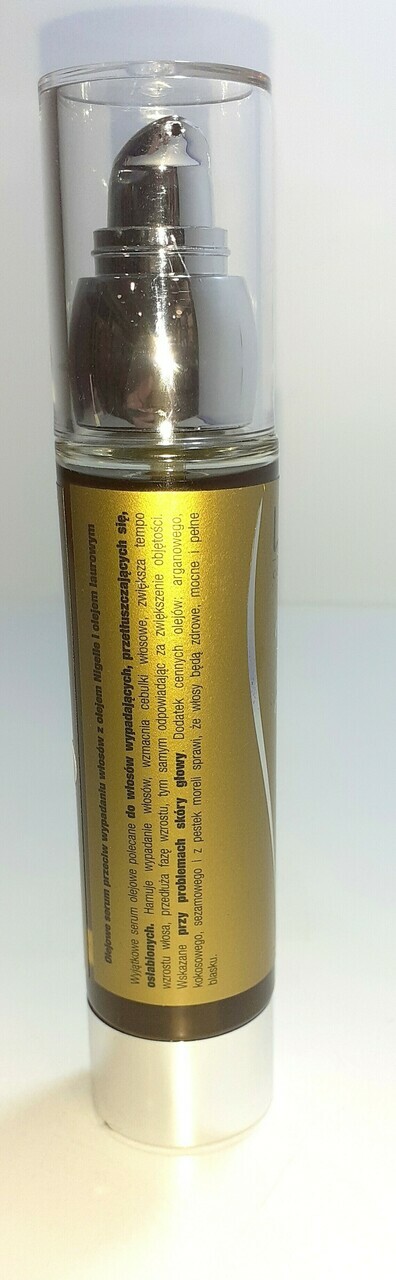 Olejowe serum przeciw wypadaniu włosów z olejem Nigelle i olejem laurowym
Wyjątkowe serum olejowe polecane do włosów wypadających, przetłuszczających się,
osłabionych. Hamuje wypadanie włosów, wzmacnia cebulki włosowe, zwiększa tempo
wzrostu włosa, przedłuża fazę wzrostu, tym samym odpowiadając za zwiększenie objętości.
Wskazane przy problemach skóry głowy. Dodatek cennych olejów, arganowego,
kokosowego, sezamowego i z pestek moreli sprawi, że włosy będą zdrowe, mocne i pełne
blasku.